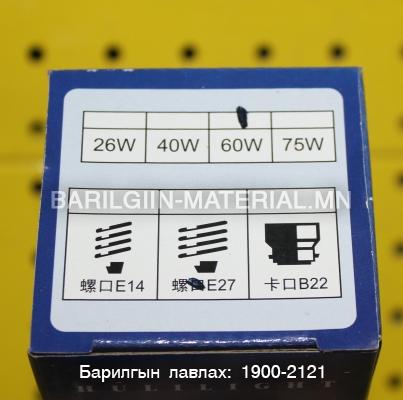 26W 40W 60W 75W
BARILGIIN-MATERIAL.MN
螺口E14 螺口E27 卡口B22
Барилгын лавлах: 1900-2121
HULILIGHT